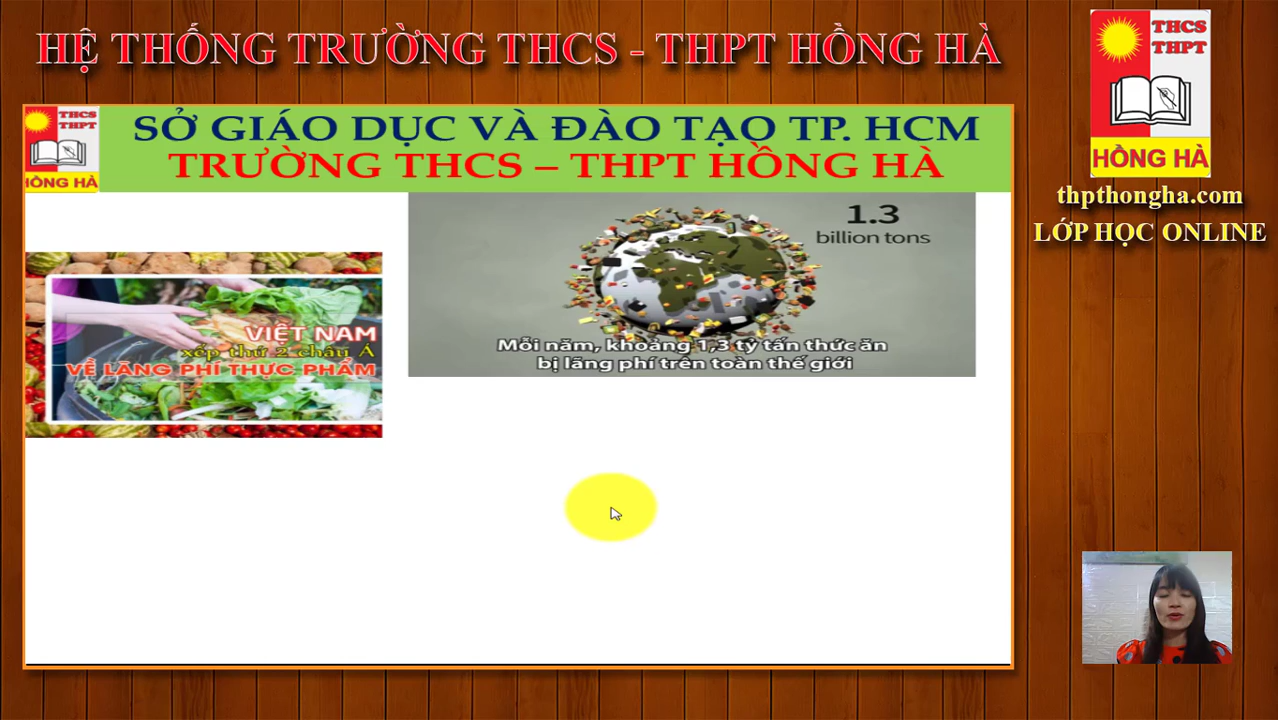 HỆ THỐNG TRƯỜNG THCS - THPT HỒNG HÀ
THCS
THPT
HỒNG HÀ
thpthongha.com
LỚP HỌC ONLINE
THCS
THPT
HỒNG HÀ
SỞ GIÁO DỤC VÀ ĐÀO TẠO TP. HCM
TRƯỜNG THCS – THPT HỒNG HÀ
VIỆT NAM
xếp thứ 2 châu Á
VỀ LÃNG PHÍ THỰC PHẨM
1.3
billion tons
Mỗi năm, khoảng 1,3 tỷ tấn thức ăn
bị lãng phí trên toàn thế giới